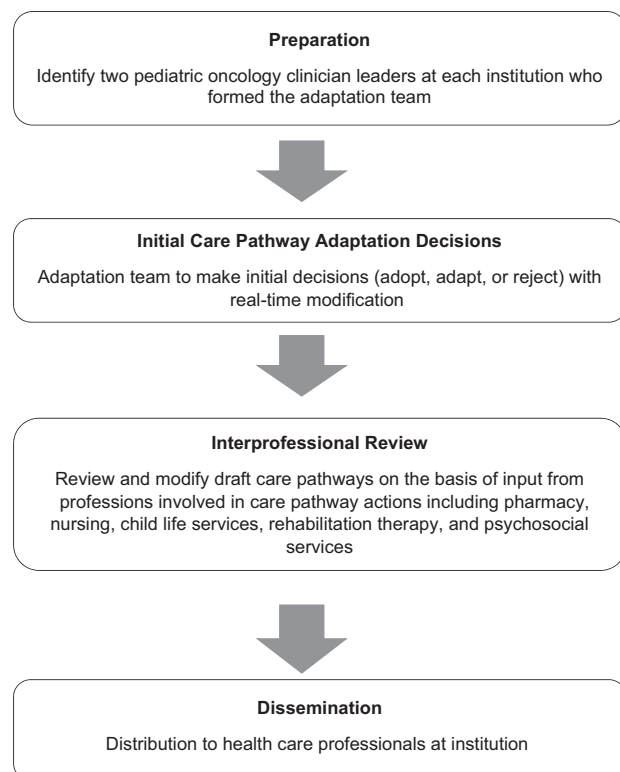 Preparation
Identify two pediatric oncology clinician leaders at each institution who
formed the adaptation team
Initial Care Pathway Adaptation Decisions
Adaptation team to make initial decisions (adopt, adapt, or reject) with
real-time modification
Interprofessional Review
Review and modify draft care pathways on the basis of input from
professions involved in care pathway actions including pharmacy,
nursing, child life services, rehabilitation therapy, and psychosocial
services
Dissemination
Distribution to health care professionals at institution